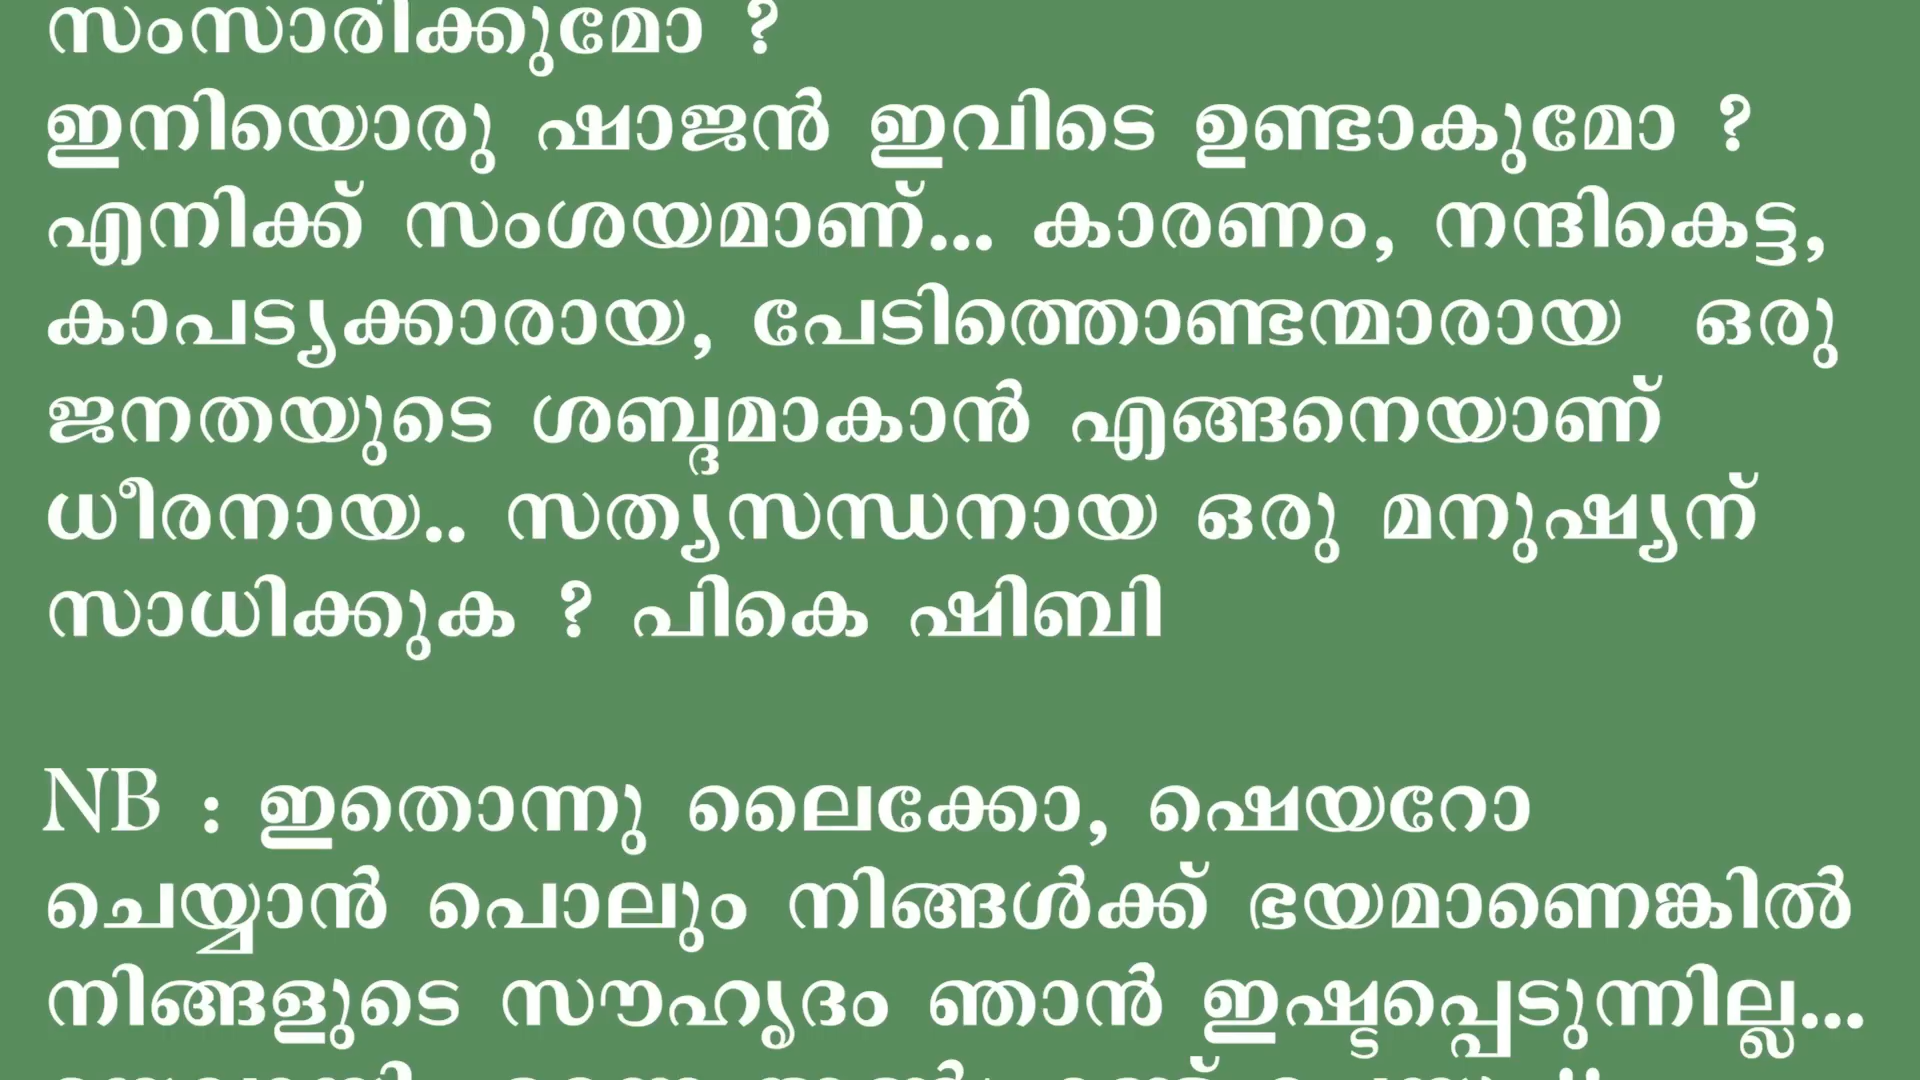 സംസാരിക്കുമോ ?
ഇനിയൊരു ഷാജൻ ഇവിടെ ഉണ്ടാകുമോ ?
എനിക്ക് സംശയമാണ്... കാരണം, നന്ദികെട്ട,
കാപട്യക്കാരായ, പേടിത്തൊണ്ടന്മാരായ ഒരു
ജനതയുടെ ശബ്ദമാകാൻ എങ്ങനെയാണ്
ധീരനായ.. സത്യസന്ധനായ ഒരു മനുഷ്യന്
സാധിക്കുക ? പികെ ഷിബി
NB : ഇതൊന്നു ലൈക്കോ, ഷെയറോ
ചെയ്യാൻ പൊലും നിങ്ങൾക്ക് ഭയമാണെങ്കിൽ
നിങ്ങളുടെ സൗഹൃദം ഞാൻ ഇഷ്ടപ്പെടുന്നില്ല...